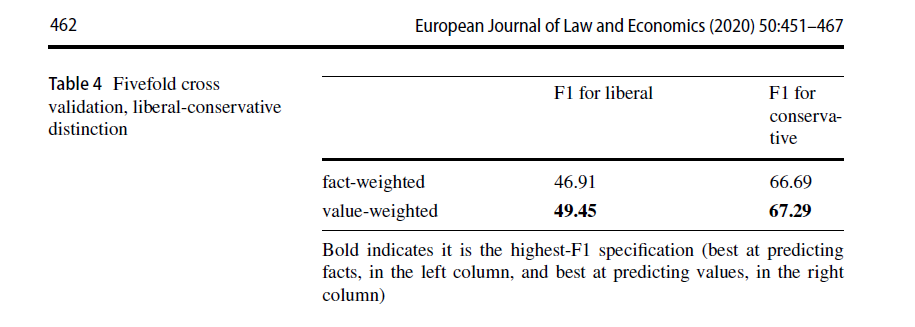 462
European Journal of Law and Economics (2020) 50:451–467
Table 4 Fivefold cross
validation, liberal-conservative
distinction
F1 for liberal
F1 for
conserva-
tive
fact-weighted 46.91 66.69
value-weighted 49.45 67.29
Bold indicates it is the highest-F1 specification (best at predicting
facts, in the left column, and best at predicting values, in the right
column)